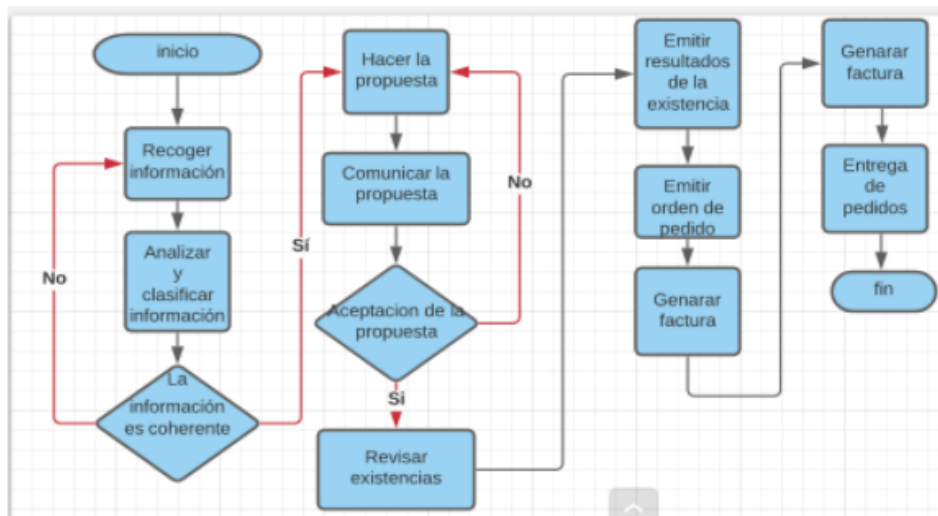 inicio
Recoger
información
Analizar
y
clasificar
información
La
información
es coherente
No
Sí
Hacer la
propuesta
Comunicar la
propuesta
Aceptacion de la
propuesta
No
Sí
Revisar
existencias
Emitir
resultados
de la
existencia
Emitir
orden de
pedido
Genarar
factura
Genarar
factura
Entrega
de
pedidos
fin